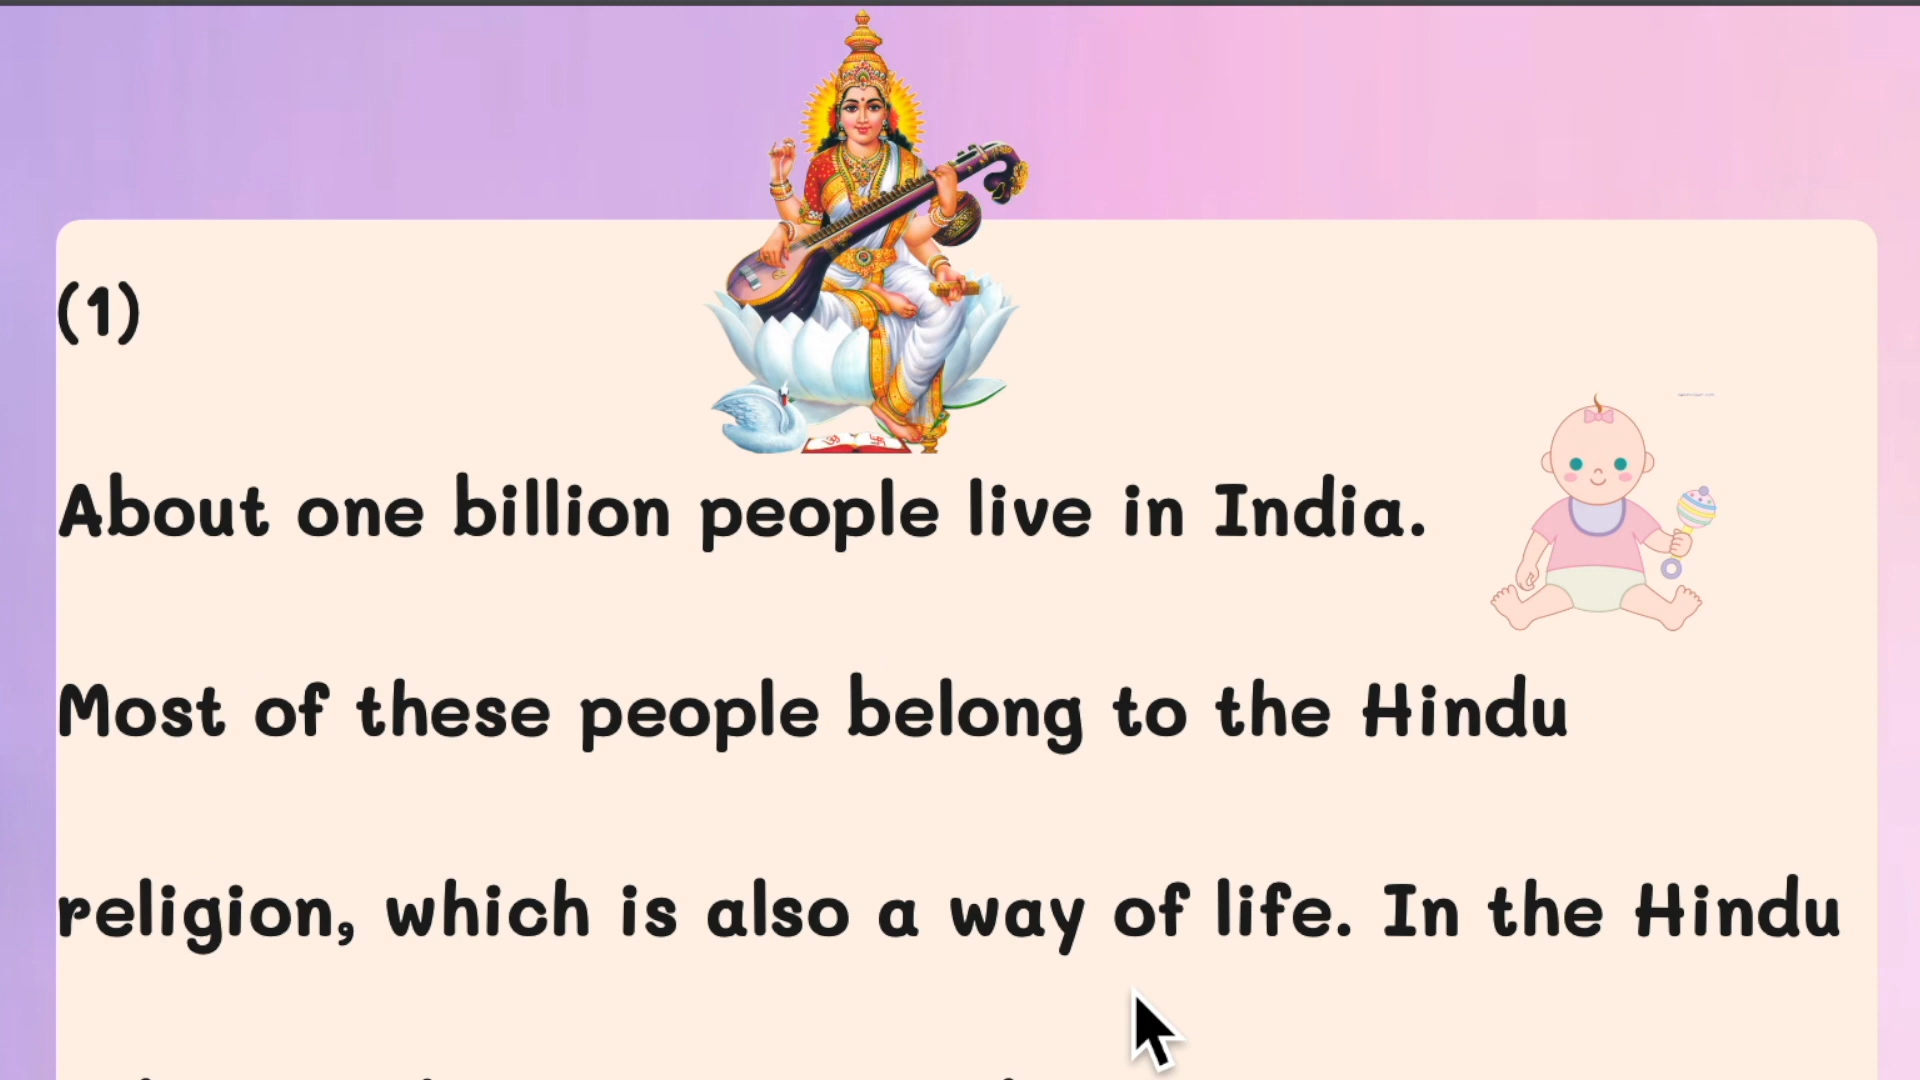 (1)
About one billion people live in India.
Most of these people belong to the Hindu
religion, which is also a way of life. In the Hindu